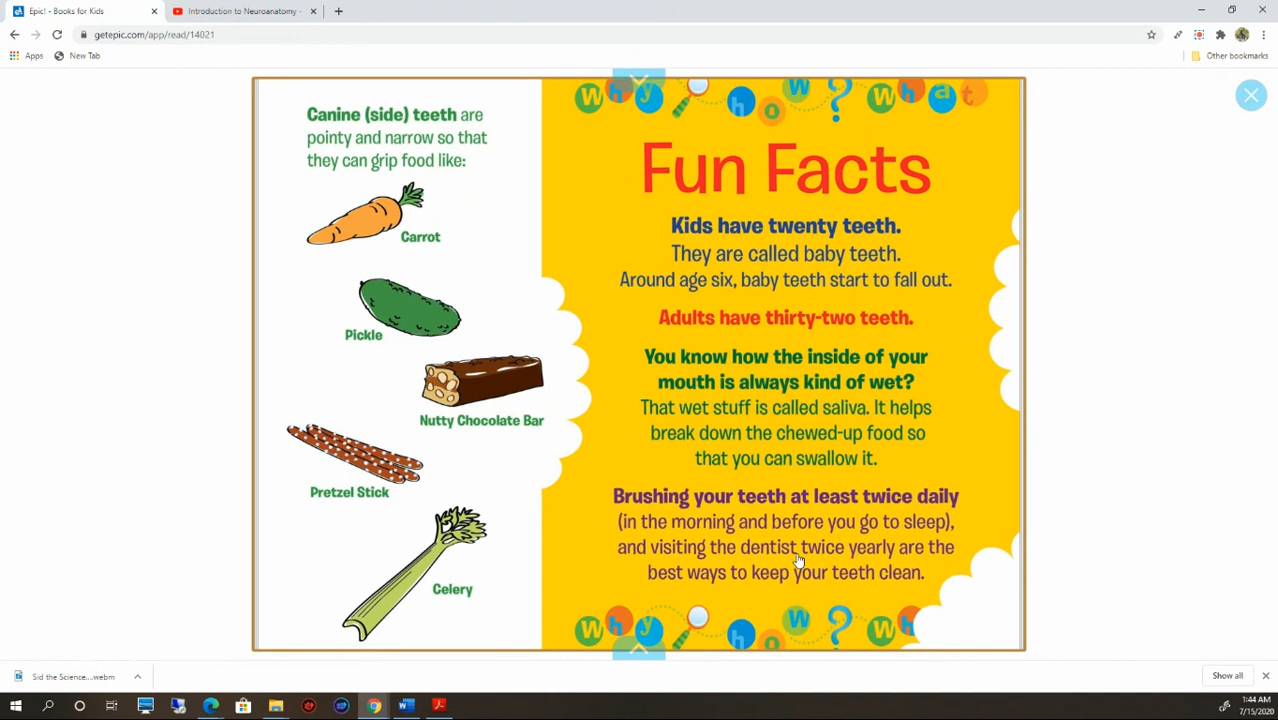 Epic! - Books for Kids
Introduction to Neuroanatomy -
getepic.com/app/read/14021
Apps
New Tab
Other bookmarks
Canine (side) teeth are
pointy and narrow so that
they can grip food like:
Carrot
Pickle
Nutty Chocolate Bar
Pretzel Stick
Celery
Why how? What
Fun Facts
Kids have twenty teeth.
They are called baby teeth.
Around age six, baby teeth start to fall out.
Adults have thirty-two teeth.
You know how the inside of your
mouth is always kind of wet?
That wet stuff is called saliva. It helps
break down the chewed-up food so
that you can swallow it.
Brushing your teeth at least twice daily
(in the morning and before you go to sleep),
and visiting the dentist twice yearly are the
best ways to keep your teeth clean.
Why how? Wh
Sid the Science....webm
Show all
1:44 AM
7/15/2020